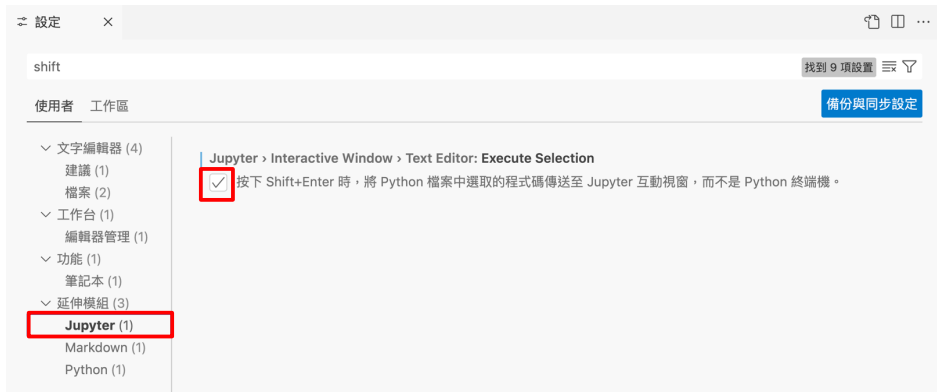 設定
shift
找到 9 項設置
使用者 工作區
備份與同步設定
文字編輯器 (4)
建議 (1)
檔案 (2)
工作台 (1)
編輯器管理 (1)
功能 (1)
筆記本 (1)
延伸模組 (3)
Jupyter (1)
Markdown (1)
Python (1)
Jupyter › Interactive Window › Text Editor: Execute Selection
按下 Shift+Enter 時，將 Python 檔案中選取的程式碼傳送至 Jupyter 互動視窗，而不是 Python 終端機。